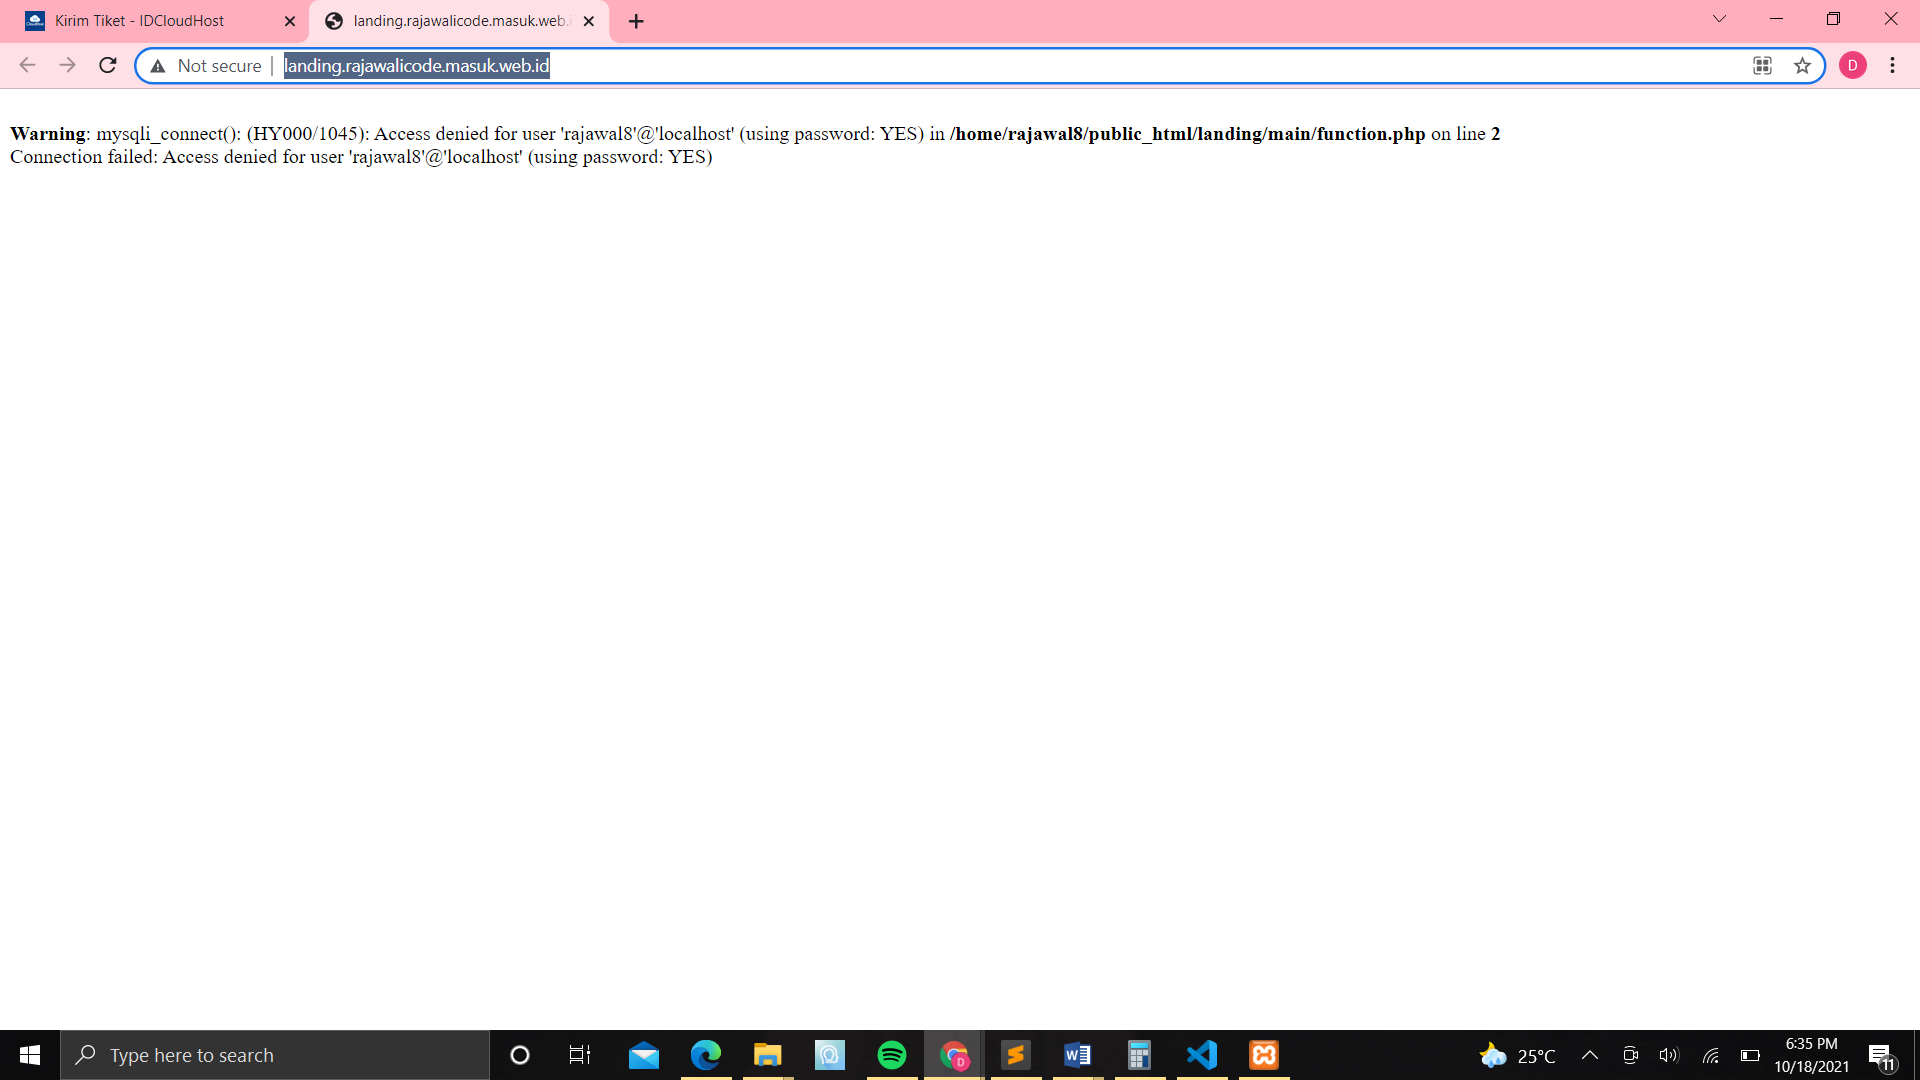 Kirim Tiket - IDCloudHost
landing.rajawalicode.masuk.web.i
Not secure
landing.rajawalicode.masuk.web.id
D
Warning: mysqli_connect(): (HY000/1045): Access denied for user 'rajawal8'@'localhost' (using password: YES) in /home/rajawal8/public_html/landing/main/function.php on line 2
Connection failed: Access denied for user 'rajawal8'@'localhost' (using password: YES)
Type here to search
D
W
25°C
6:35 PM
10/18/2021
11